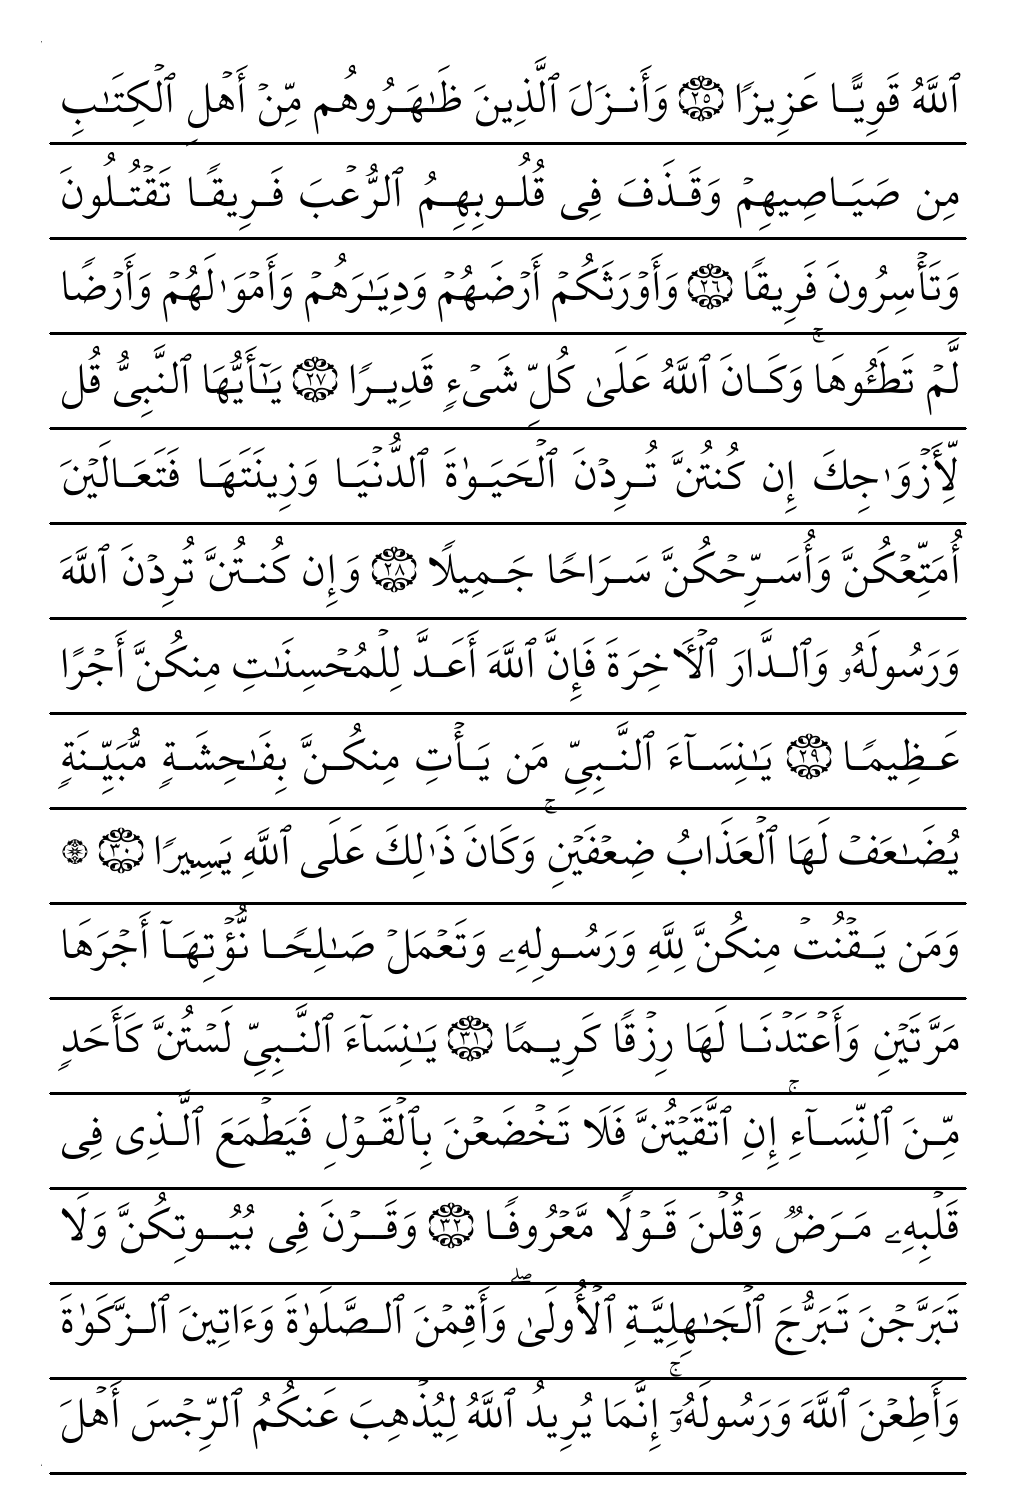 ٱللَّهُ قَوِيًّا عَزِيزًا ٢٥ وَأَنزَلَ ٱلَّذِينَ ظَـٰهَرُوهُم مِّنۡ أَهۡلِ ٱلۡكِتَـٰبِ
مِن صَيَاصِيهِمۡ وَقَذَفَ فِى قُلُوبِهِمُ ٱلرُّعۡبَ فَرِيقًا تَقۡتُلُونَ
وَتَأۡسِرُونَ فَرِيقًا ٢٦ وَأَوۡرَثَكُمۡ أَرۡضَهُمۡ وَدِيَـٰرَهُمۡ وَأَمۡوَٰلَهُمۡ وَأَرۡضًا
لَّمۡ تَطَـُٔوهَاۚ وَكَانَ ٱللَّهُ عَلَىٰ كُلِّ شَىۡءٍ قَدِيرًا ٢٧ يَـٰٓأَيُّهَا ٱلنَّبِىُّ قُل
لِّأَزۡوَٰجِكَ إِن كُنتُنَّ تُرِدۡنَ ٱلۡحَيَوٰةَ ٱلدُّنۡيَا وَزِينَتَهَا فَتَعَالَيۡنَ
أُمَتِّعۡكُنَّ وَأُسَرِّحۡكُنَّ سَرَاحًا جَمِيلًا ٢٨ وَإِن كُنتُنَّ تُرِدۡنَ ٱللَّهَ
وَرَسُولَهُۥ وَٱلدَّارَ ٱلۡـَٔاخِرَةَ فَإِنَّ ٱللَّهَ أَعَدَّ لِلۡمُحۡسِنَـٰتِ مِنكُنَّ أَجۡرًا
عَظِيمًا ٢٩ يَـٰنِسَآءَ ٱلنَّبِىِّ مَن يَأۡتِ مِنكُنَّ بِفَـٰحِشَةٍ مُّبَيِّنَةٍ
يُضَـٰعَفۡ لَهَا ٱلۡعَذَابُ ضِعۡفَيۡنِۚ وَكَانَ ذَٰلِكَ عَلَى ٱللَّهِ يَسِيرًا ٣٠ ۞
وَمَن يَقۡنُتۡ مِنكُنَّ لِلَّهِ وَرَسُولِهِۦ وَتَعۡمَلۡ صَـٰلِحًا نُّؤۡتِهَآ أَجۡرَهَا
مَرَّتَيۡنِ وَأَعۡتَدۡنَا لَهَا رِزۡقًا كَرِيمًا ٣١ يَـٰنِسَآءَ ٱلنَّبِىِّ لَسۡتُنَّ كَأَحَدٍ
مِّنَ ٱلنِّسَآءِۚ إِنِ ٱتَّقَيۡتُنَّ فَلَا تَخۡضَعۡنَ بِٱلۡقَوۡلِ فَيَطۡمَعَ ٱلَّذِى فِى
قَلۡبِهِۦ مَرَضٌ وَقُلۡنَ قَوۡلًا مَّعۡرُوفًا ٣٢ وَقَرۡنَ فِى بُيُوتِكُنَّ وَلَا
تَبَرَّجۡنَ تَبَرُّجَ ٱلۡجَـٰهِلِيَّةِ ٱلۡأُولَىٰۖ وَأَقِمۡنَ ٱلصَّلَوٰةَ وَءَاتِينَ ٱلزَّكَوٰةَ
وَأَطِعۡنَ ٱللَّهَ وَرَسُولَهُۥٓۚ إِنَّمَا يُرِيدُ ٱللَّهُ لِيُذۡهِبَ عَنكُمُ ٱلرِّجۡسَ أَهۡلَ